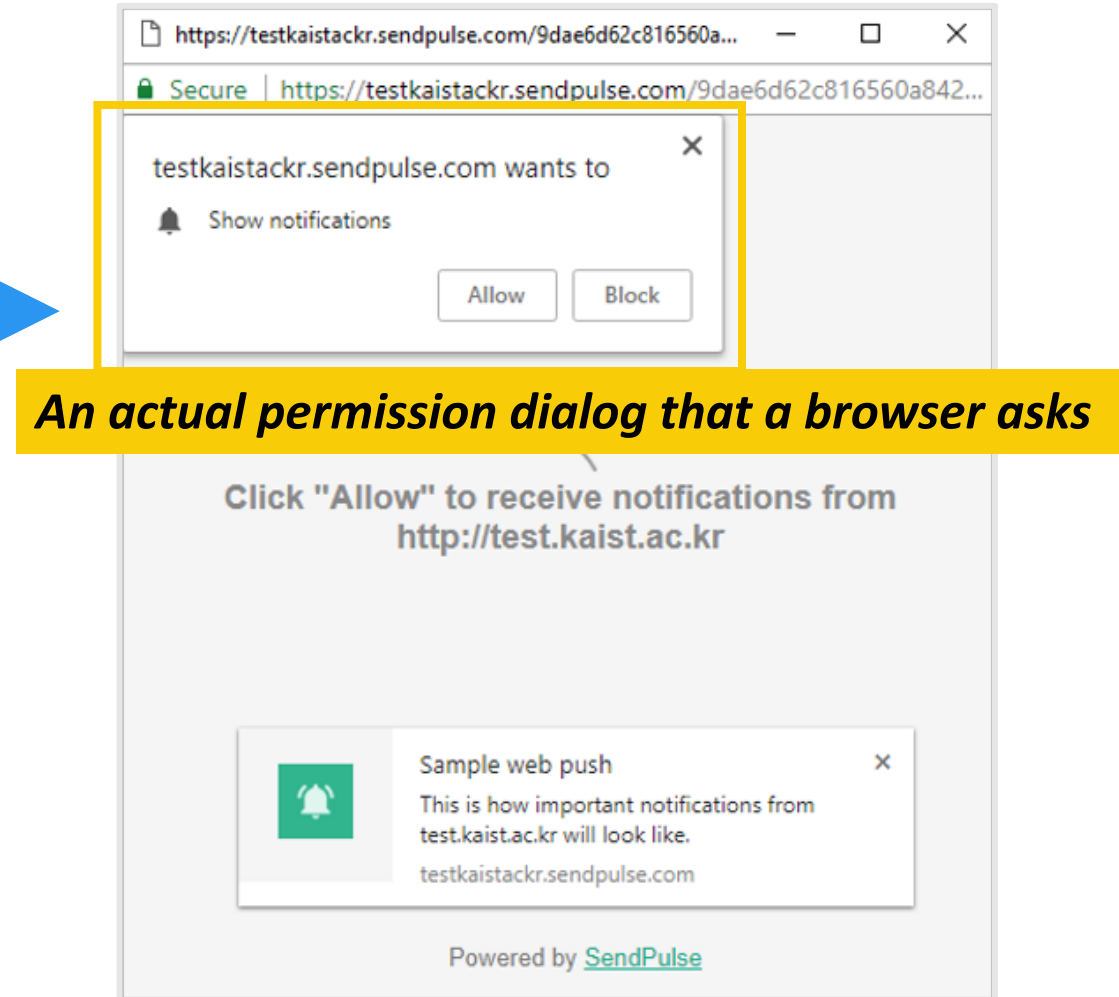 https://testkaistackr.sendpulse.com/9dae6d62c816560a...
Secure | https://testkaistackr.sendpulse.com/9dae6d62c816560a842...
testkaistackr.sendpulse.com wants to
Show notifications
Allow Block
An actual permission dialog that a browser asks
Click "Allow" to receive notifications from
http://test.kaist.ac.kr
Sample web push
This is how important notifications from
test.kaist.ac.kr will look like.
testkaistackr.sendpulse.com
Powered by SendPulse